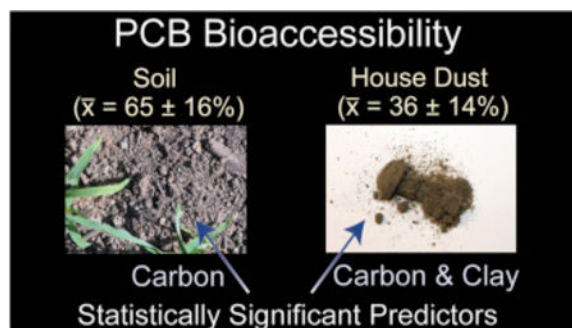 PCB Bioaccessibility
Soil House Dust
(x̅ = 65 ± 16%) (x̅ = 36 ± 14%)
Carbon Carbon & Clay
Statistically Significant Predictors